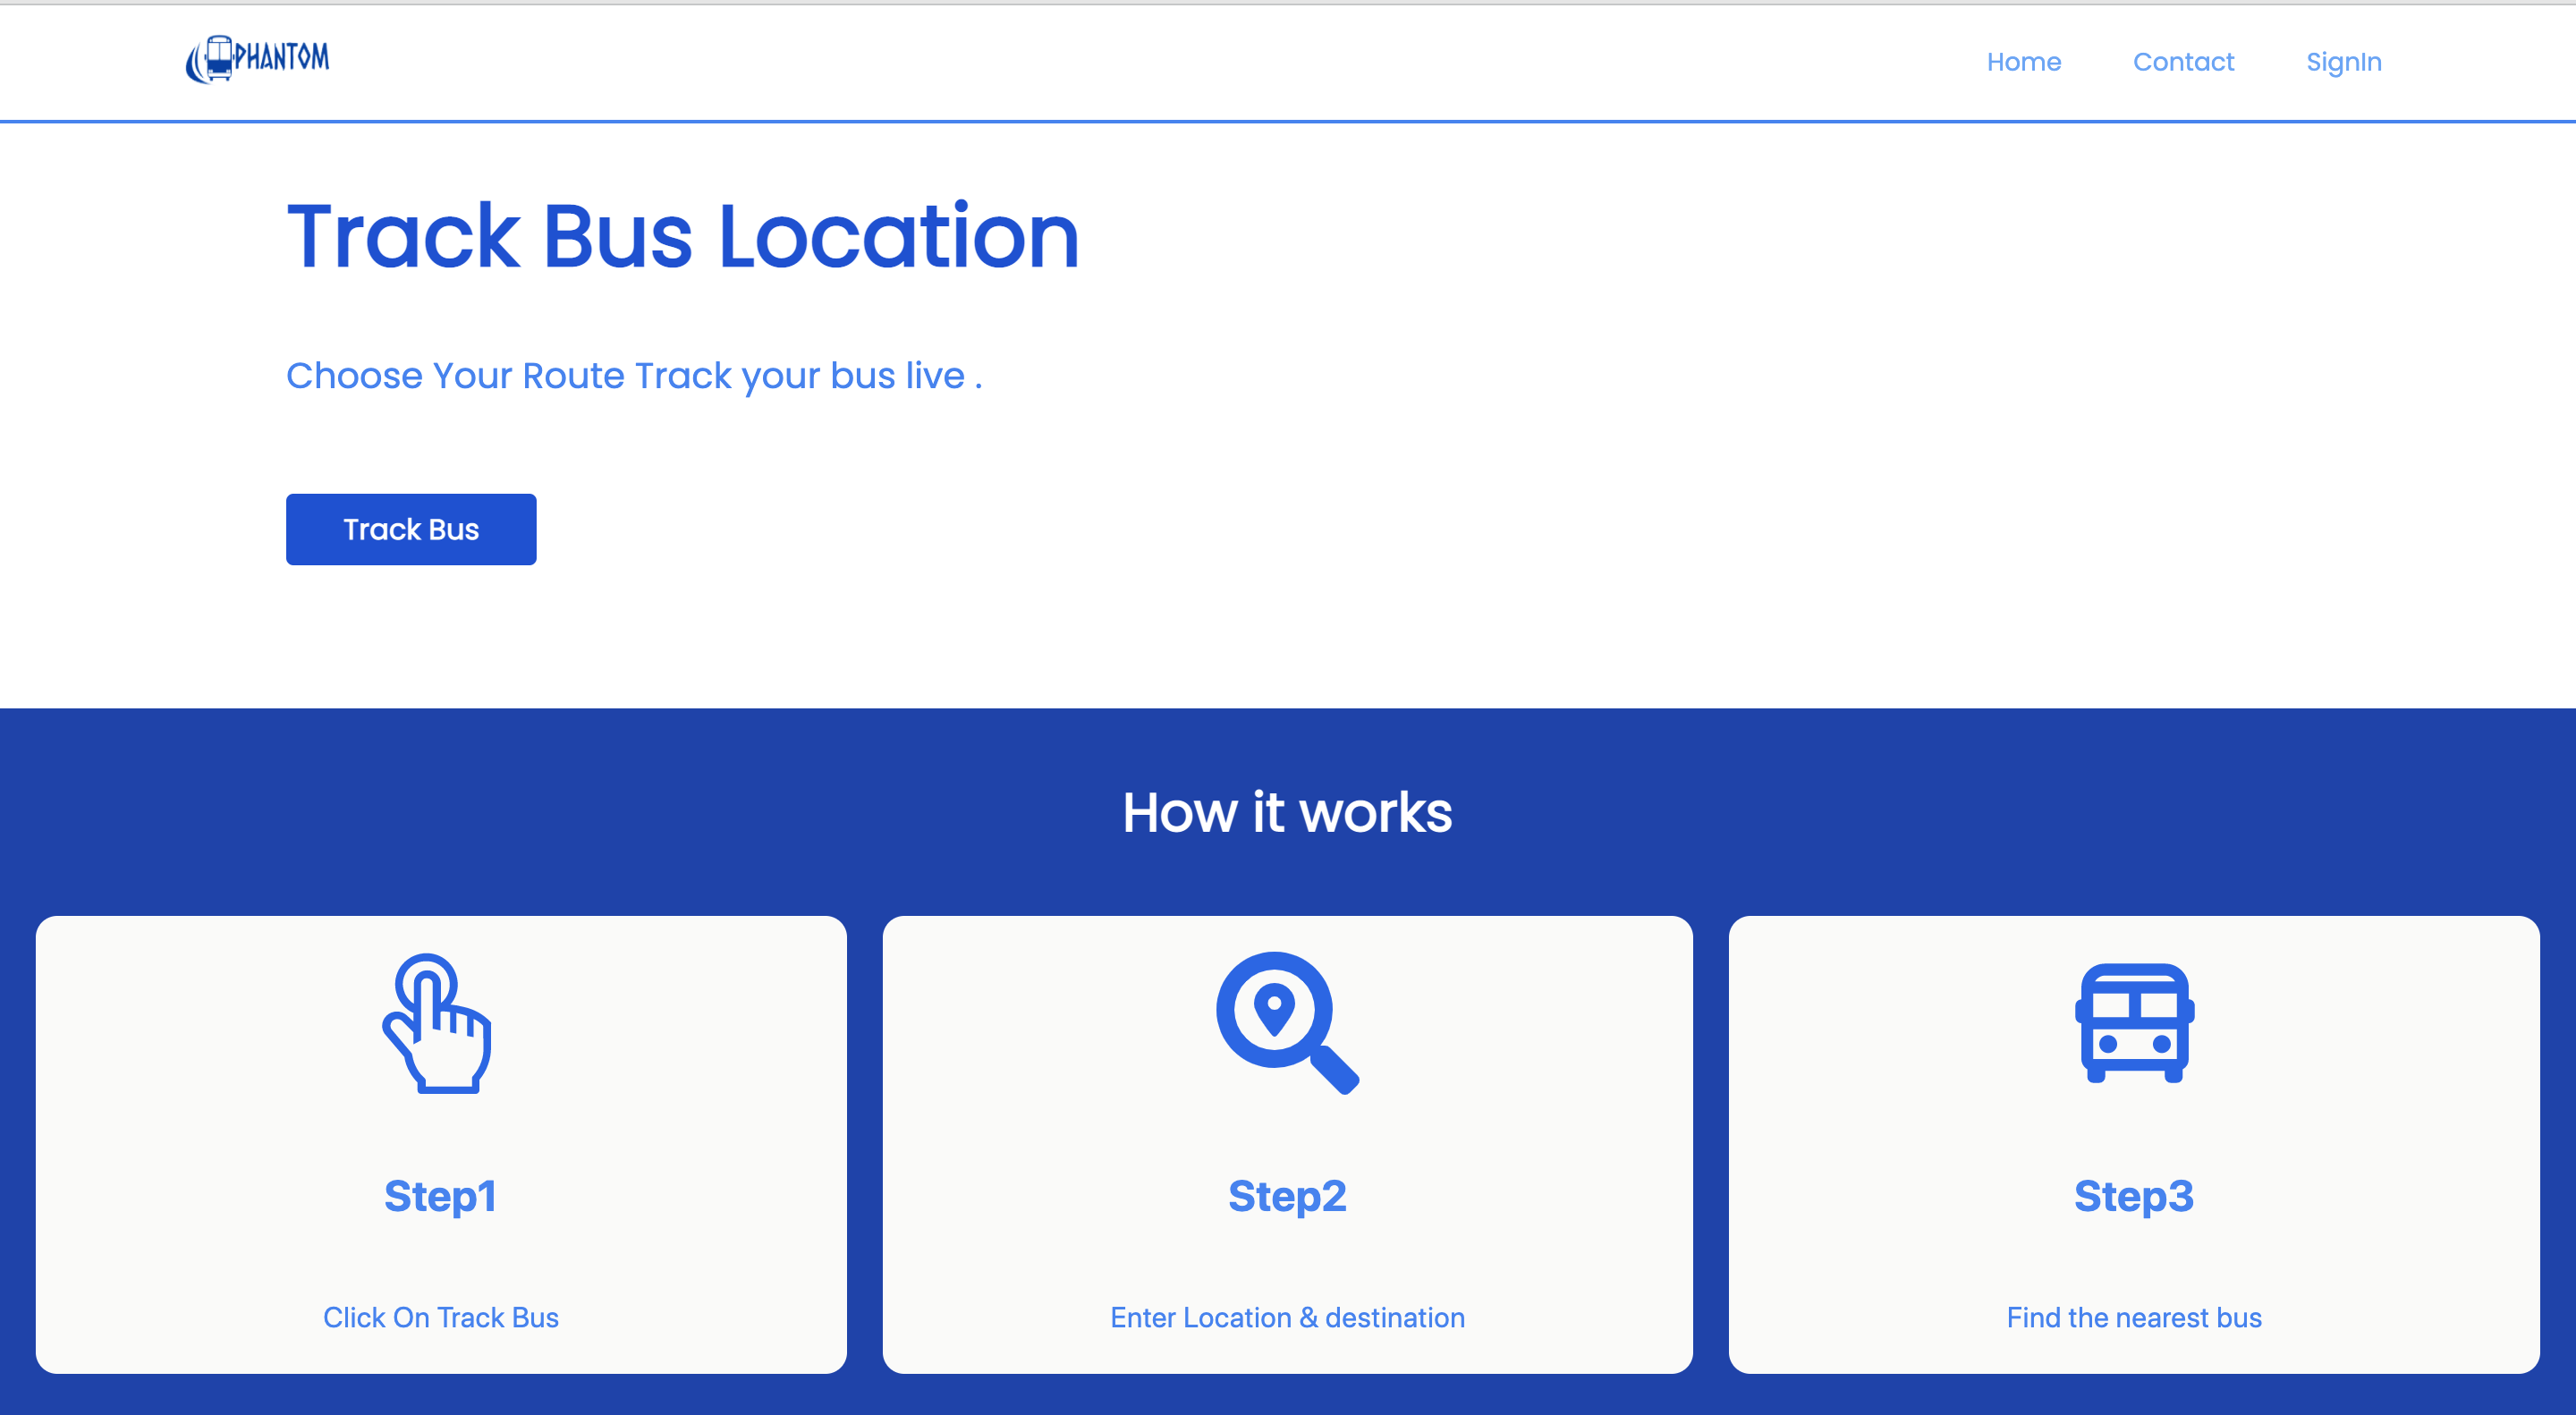 PHANTOM
Home Contact SignIn
Track Bus Location
Choose Your Route Track your bus live .
Track Bus
How it works
Step1
Click On Track Bus
Step2
Enter Location & destination
Step3
Find the nearest bus